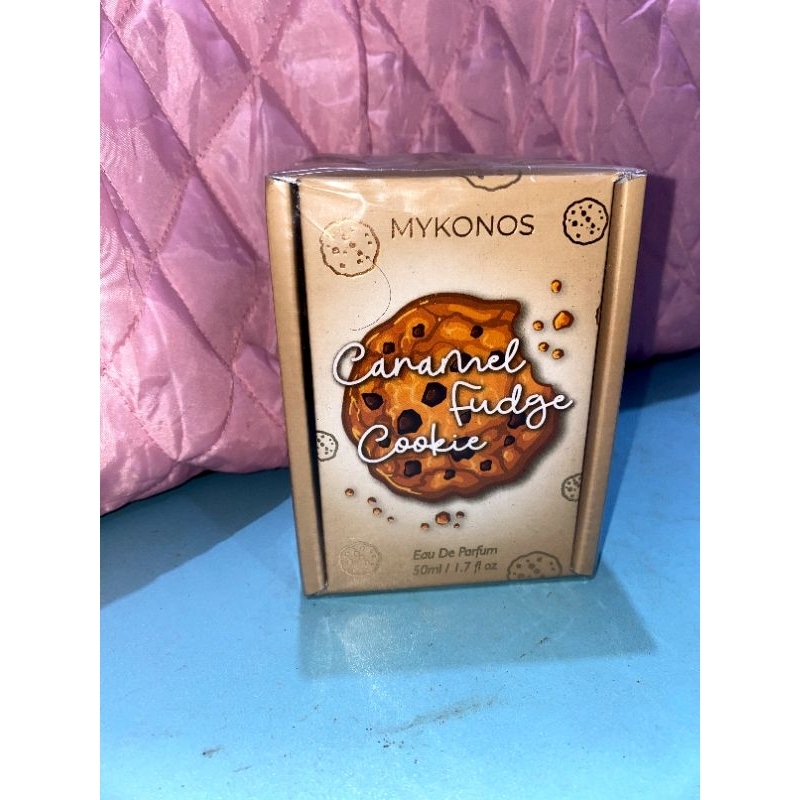 MYKONOS
Caramel
Fudge
Cookie
Eau De Parfum
50ml / 1.7 fl oz